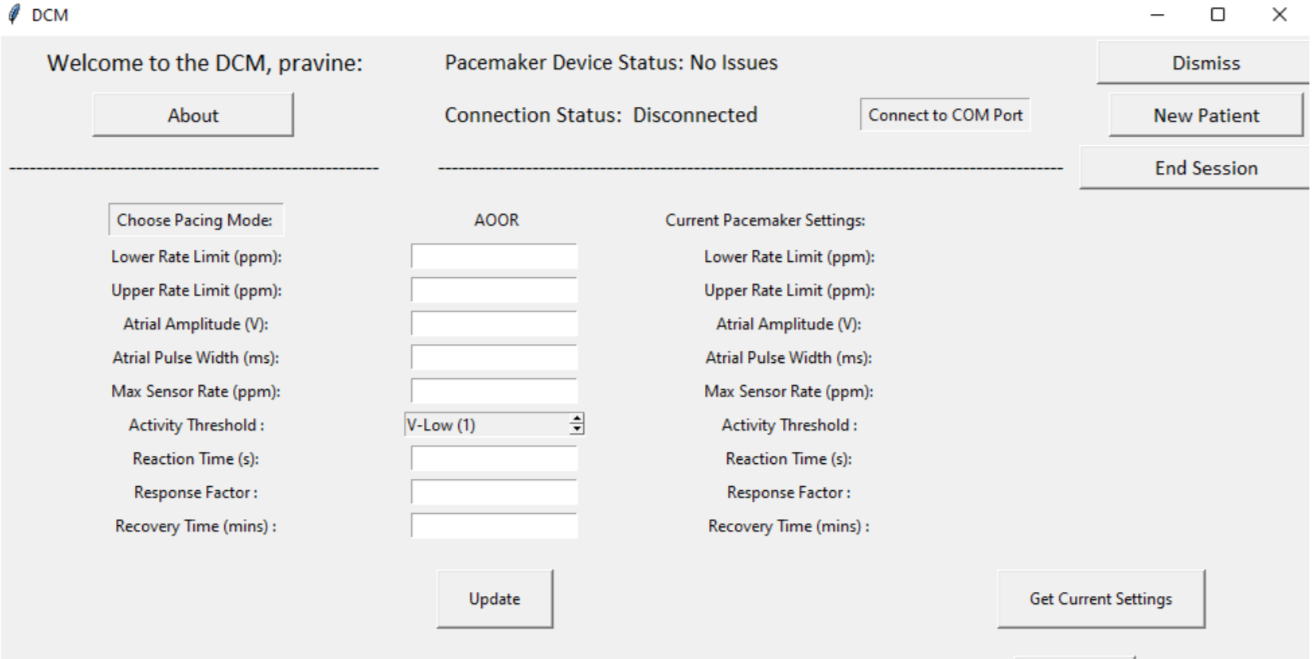 DCM
Welcome to the DCM, pravine: Pacemaker Device Status: No Issues Dismiss
About Connection Status: Disconnected Connect to COM Port New Patient
End Session
Choose Pacing Mode: AOOR Current Pacemaker Settings:
Lower Rate Limit (ppm): Lower Rate Limit (ppm):
Upper Rate Limit (ppm): Upper Rate Limit (ppm):
Atrial Amplitude (V): Atrial Amplitude (V):
Atrial Pulse Width (ms): Atrial Pulse Width (ms):
Max Sensor Rate (ppm): Max Sensor Rate (ppm):
Activity Threshold : V-Low (1) Activity Threshold :
Reaction Time (s): Reaction Time (s):
Response Factor : Response Factor :
Recovery Time (mins) : Recovery Time (mins) :
Update Get Current Settings